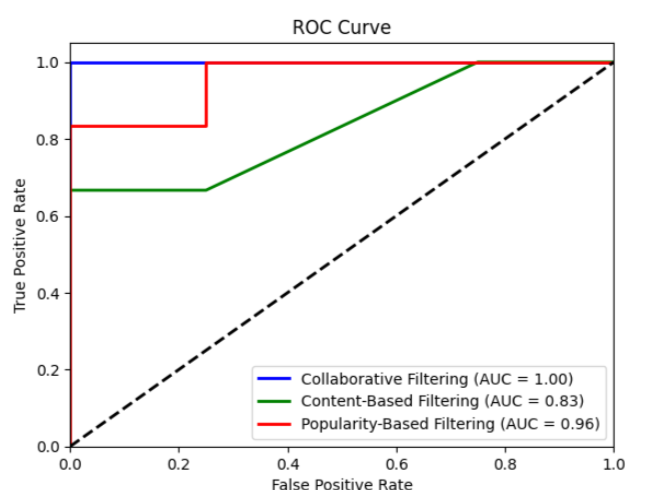 ROC Curve
True Positive Rate
1.0
0.8
0.6
0.4
0.2
0.0
Collaborative Filtering (AUC = 1.00)
Content-Based Filtering (AUC = 0.83)
Popularity-Based Filtering (AUC = 0.96)
0.0 0.2 0.4 0.6 0.8 1.0
False Positive Rate